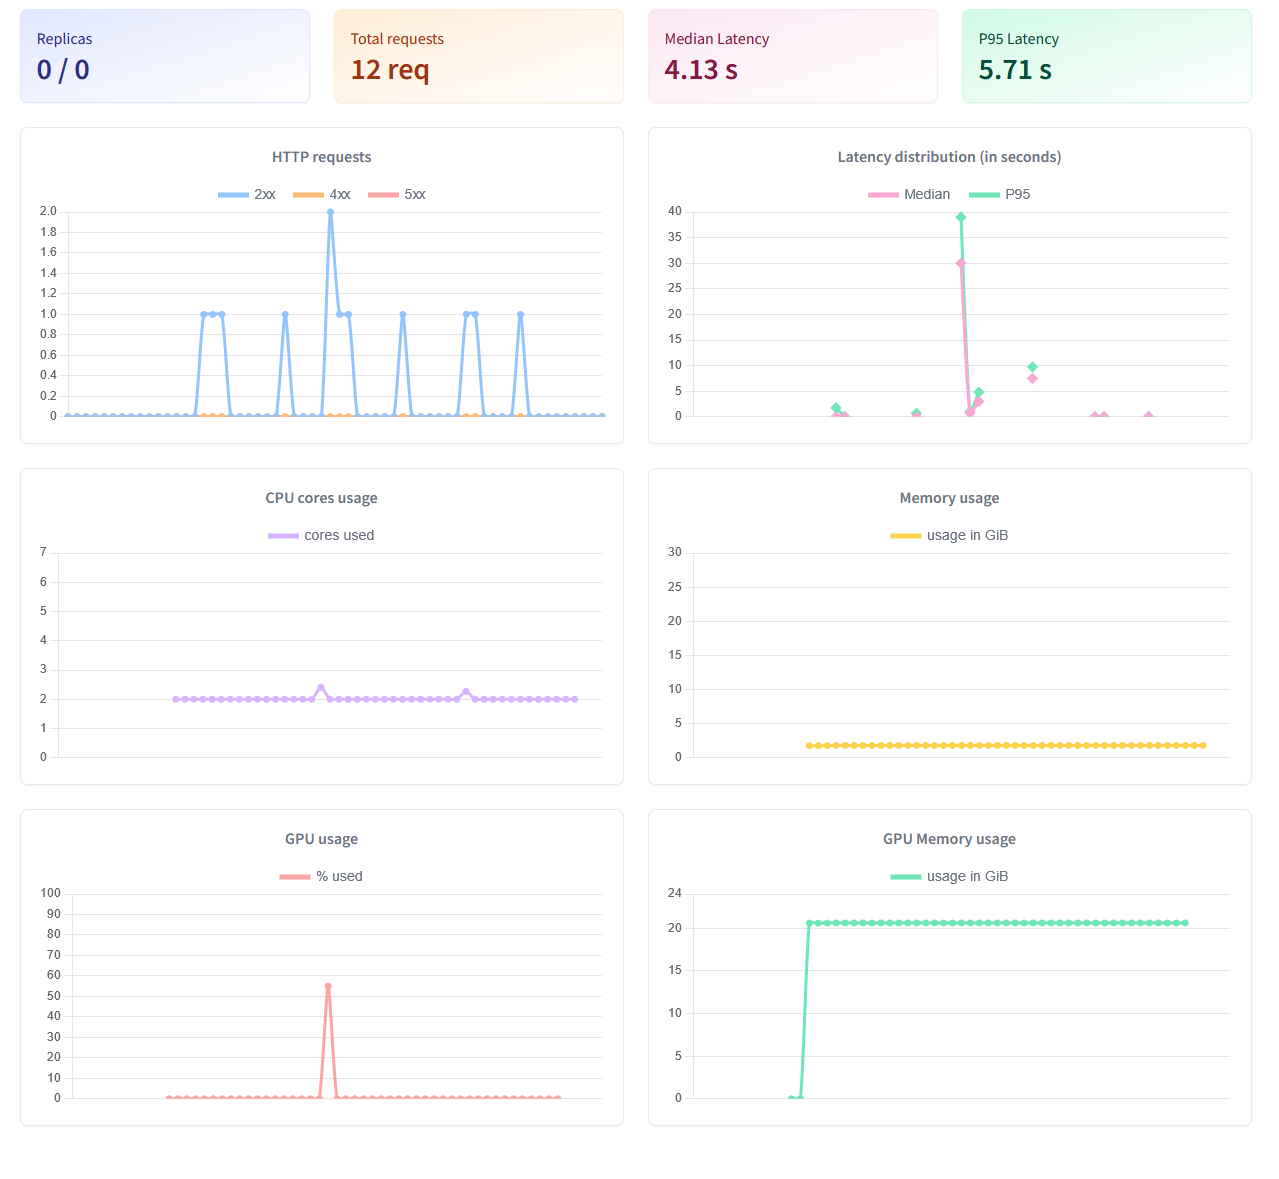 Replicas
0 / 0
Total requests
12 req
Median Latency
4.13 s
P95 Latency
5.71 s
HTTP requests
2xx 4xx 5xx
2.0
1.8
1.6
1.4
1.2
1.0
0.8
0.6
0.4
0.2
0
Latency distribution (in seconds)
Median P95
40
35
30
25
20
15
10
5
0
CPU cores usage
cores used
7
6
5
4
3
2
1
0
Memory usage
usage in GiB
30
25
20
15
10
5
0
GPU usage
% used
100
90
80
70
60
50
40
30
20
10
0
GPU Memory usage
usage in GiB
24
20
15
10
5
0